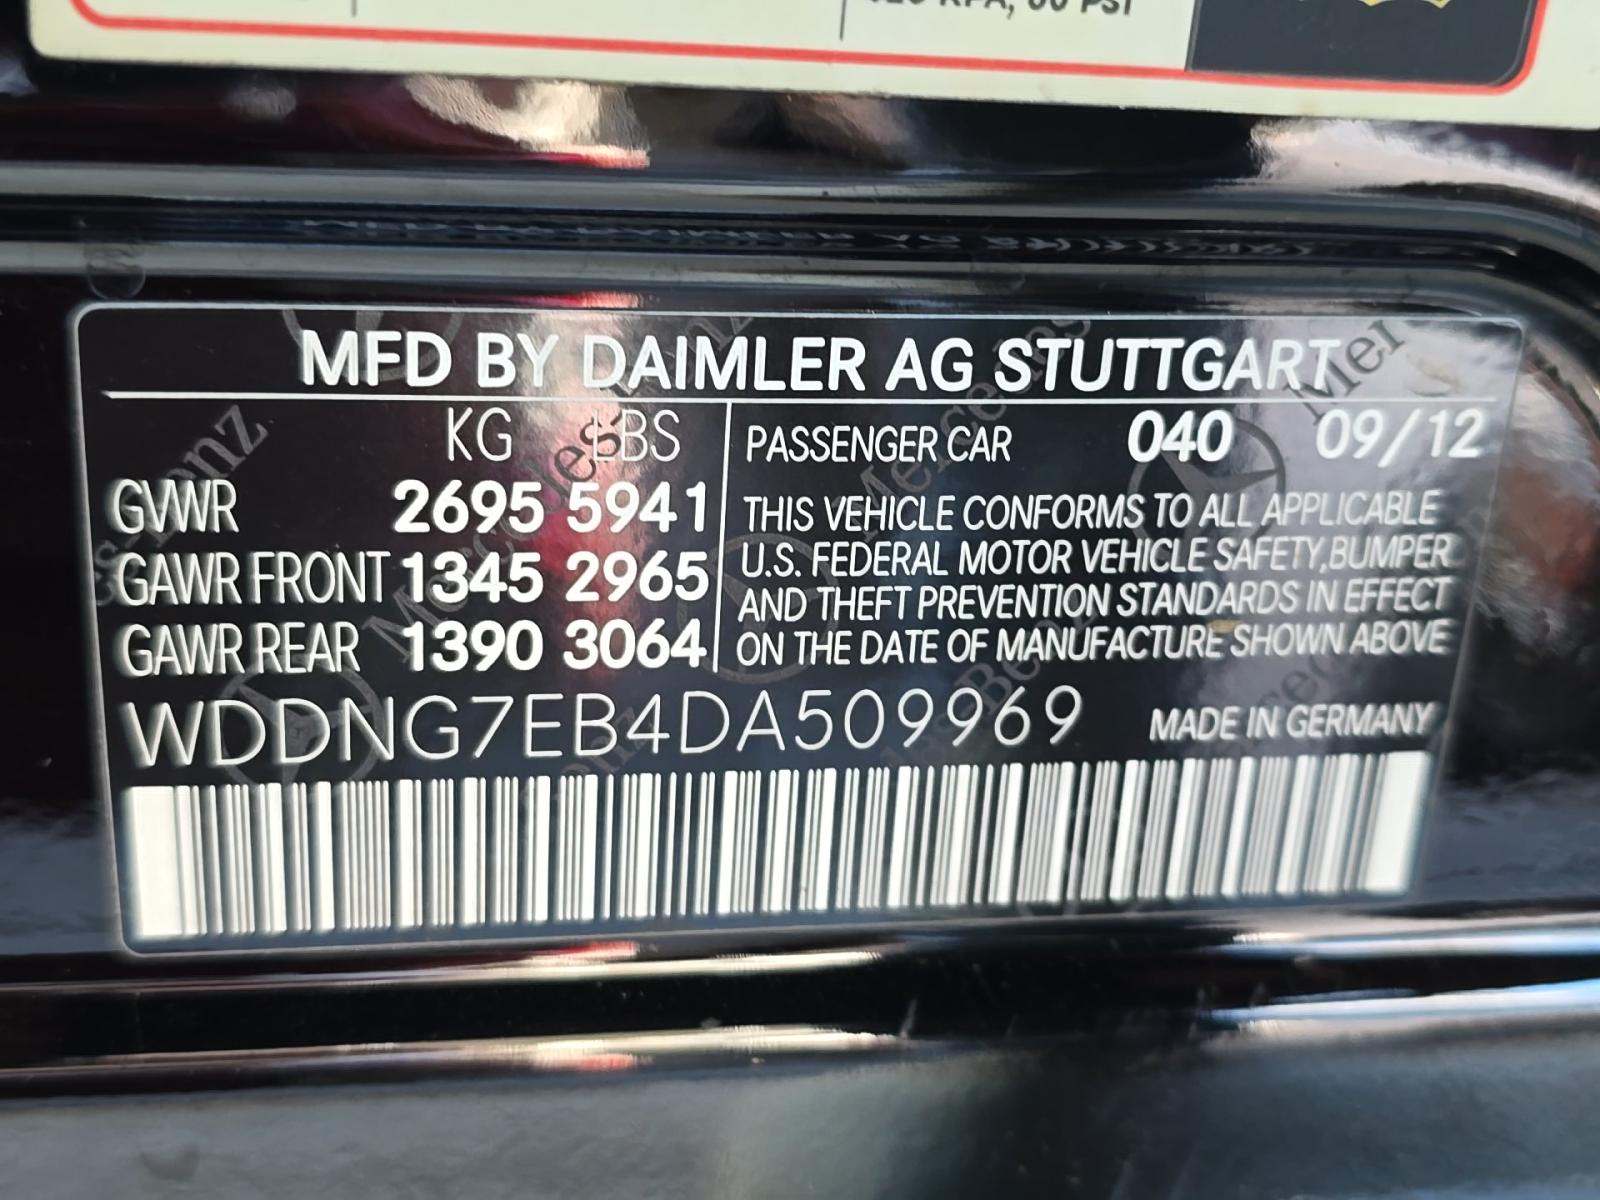 PSI
MFD BY DAIMLER AG STUTTGART
KG LBS
GVWR 2695 5941
GAWR FRONT 1345 2965
GAWR REAR 1390 3064
PASSENGER CAR 040 09/12
THIS VEHICLE CONFORMS TO ALL APPLICABLE
U.S. FEDERAL MOTOR VEHICLE SAFETY,BUMPER
AND THEFT PREVENTION STANDARDS IN EFFECT
ON THE DATE OF MANUFACTURE SHOWN ABOVE
WDDNG7EB4DA509969 MADE IN GERMANY